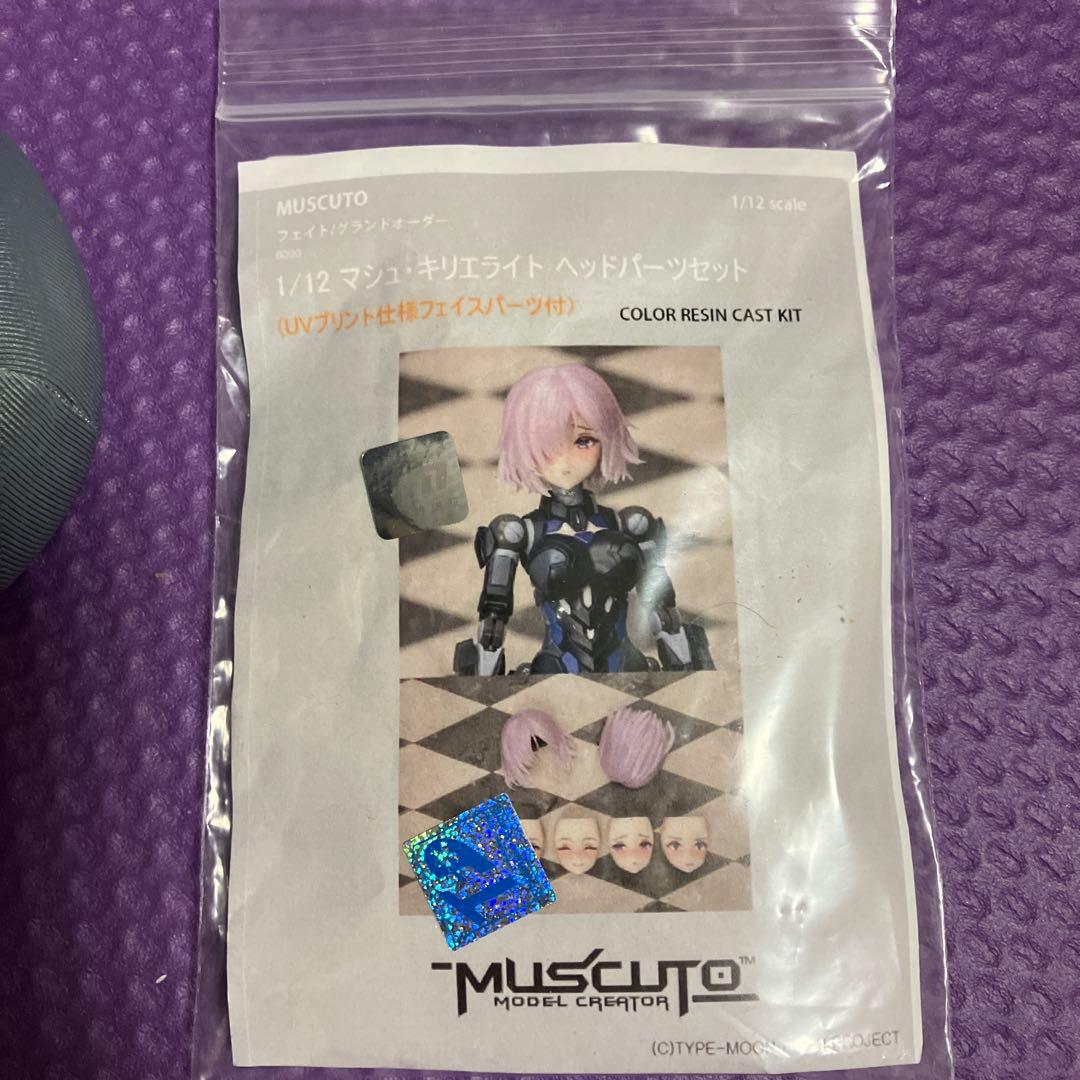 MUSCUTO
1/12 scale
フェイト/グランドオーダー
1/12 マシュ・キリエライト ヘッドパーツセット
(UVプリント仕様フェイスパーツ付)
COLOR RESIN CAST KIT
MUSCUTO™
MODEL CREATOR
(C)TYPE-MOON